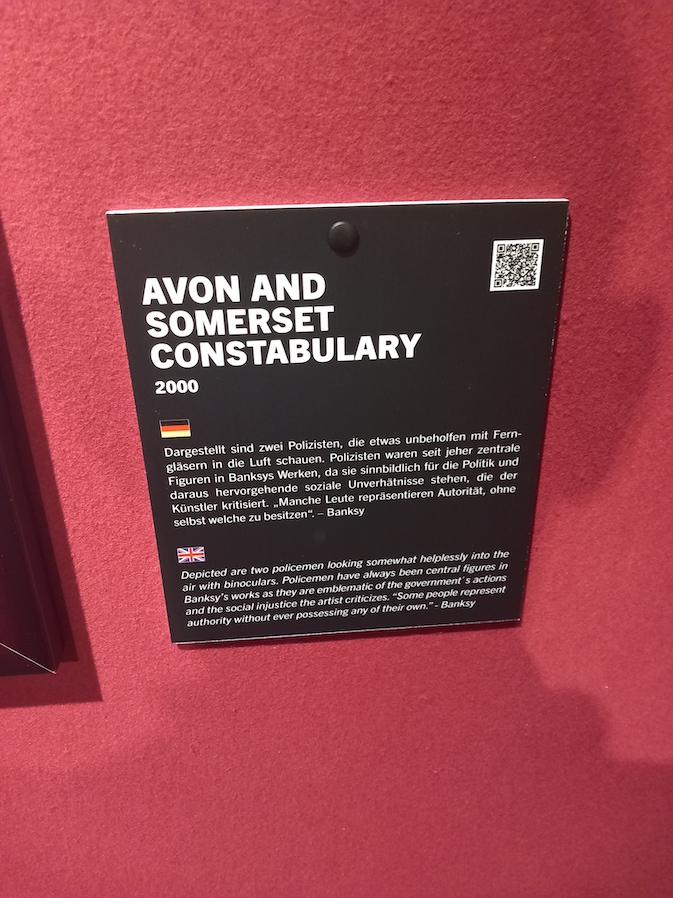 AVON AND
SOMERSET
CONSTABULARY
2000
Dargestellt sind zwei Polizisten, die etwas unbeholfen mit Fern-
gläsern in die Luft schauen. Polizisten waren seit jeher zentrale
Figuren in Banksys Werken, da sie sinnbildlich für die Politik und
daraus hervorgehende soziale Unverhätnisse stehen, die der
Künstler kritisiert. „Manche Leute repräsentieren Autorität, ohne
selbst welche zu besitzen“. – Banksy
Depicted are two policemen looking somewhat helplessly into the
air with binoculars. Policemen have always been central figures in
Banksy's works as they are emblematic of the government´s actions
and the social injustice the artist criticizes. “Some people represent
authority without ever possessing any of their own.” - Banksy